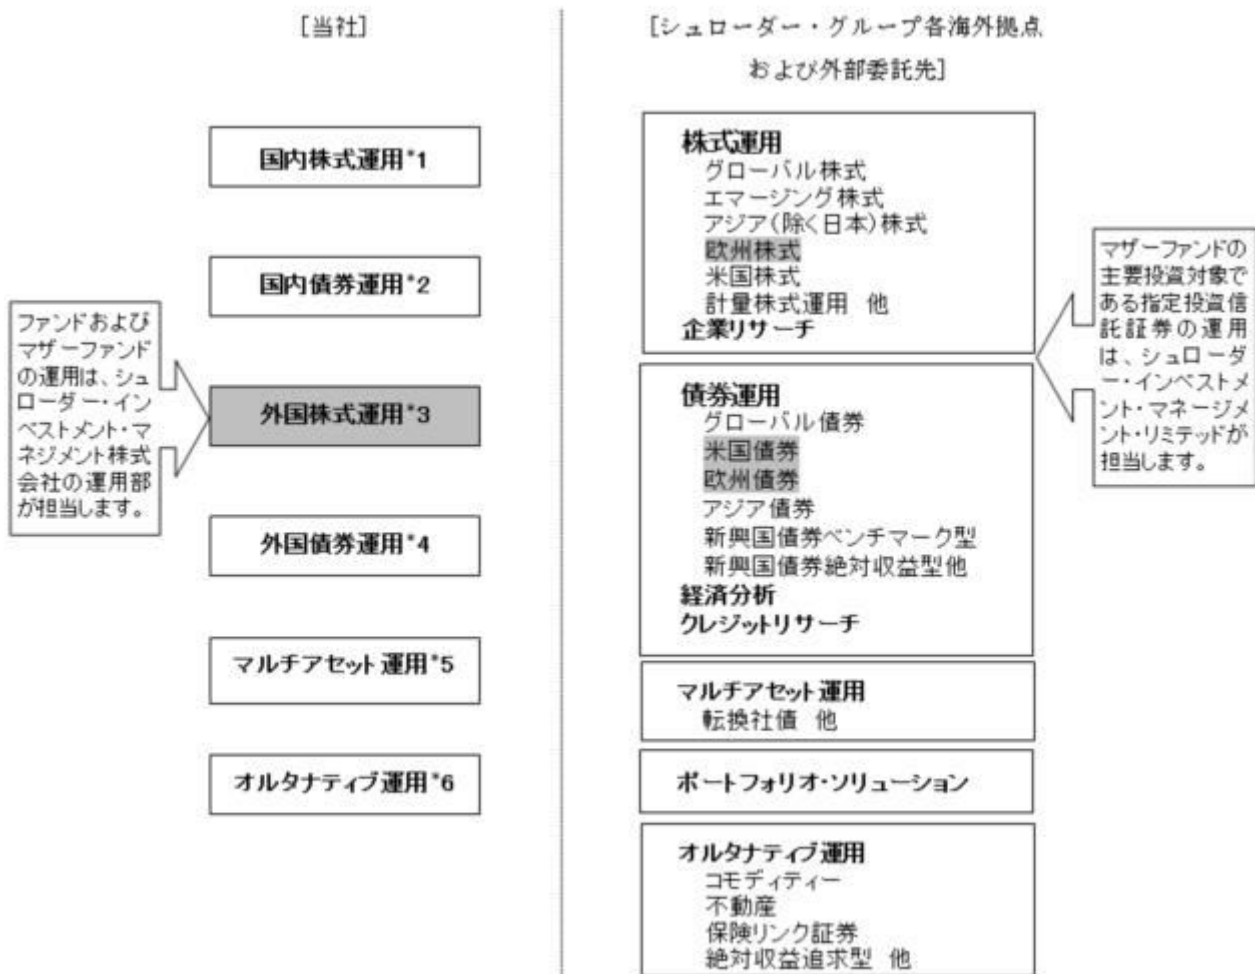 [当社]
[シュローダー・グループ各海外拠点
および外部委託先]
国内株式運用*1
国内債券運用*2
ファンドおよび
マザーファンド
の運用は、シュ
ローダー・イン
ベストメント・マ
ネジメント株式
会社の運用部
が担当します。
外国株式運用*3
外国債券運用*4
マルチアセット運用*5
オルタナティブ運用*6
株式運用
グローバル株式
エマージング株式
アジア(除く日本)株式
欧州株式
米国株式
計量株式運用 他
企業リサーチ
マザーファンドの
主要投資対象で
ある指定投資信
託証券の運用
は、シュローダ
ー・インベストメ
ント・マネージメ
ント・リミテッドが
担当します。
債券運用
グローバル債券
米国債券
欧州債券
アジア債券
新興国債券ベンチマーク型
新興国債券絶対収益型他
経済分析
クレジットリサーチ
マルチアセット運用
転換社債 他
ポートフォリオ・ソリューション
オルタナティブ運用
コモディティー
不動産
保険リンク証券
絶対収益追求型 他